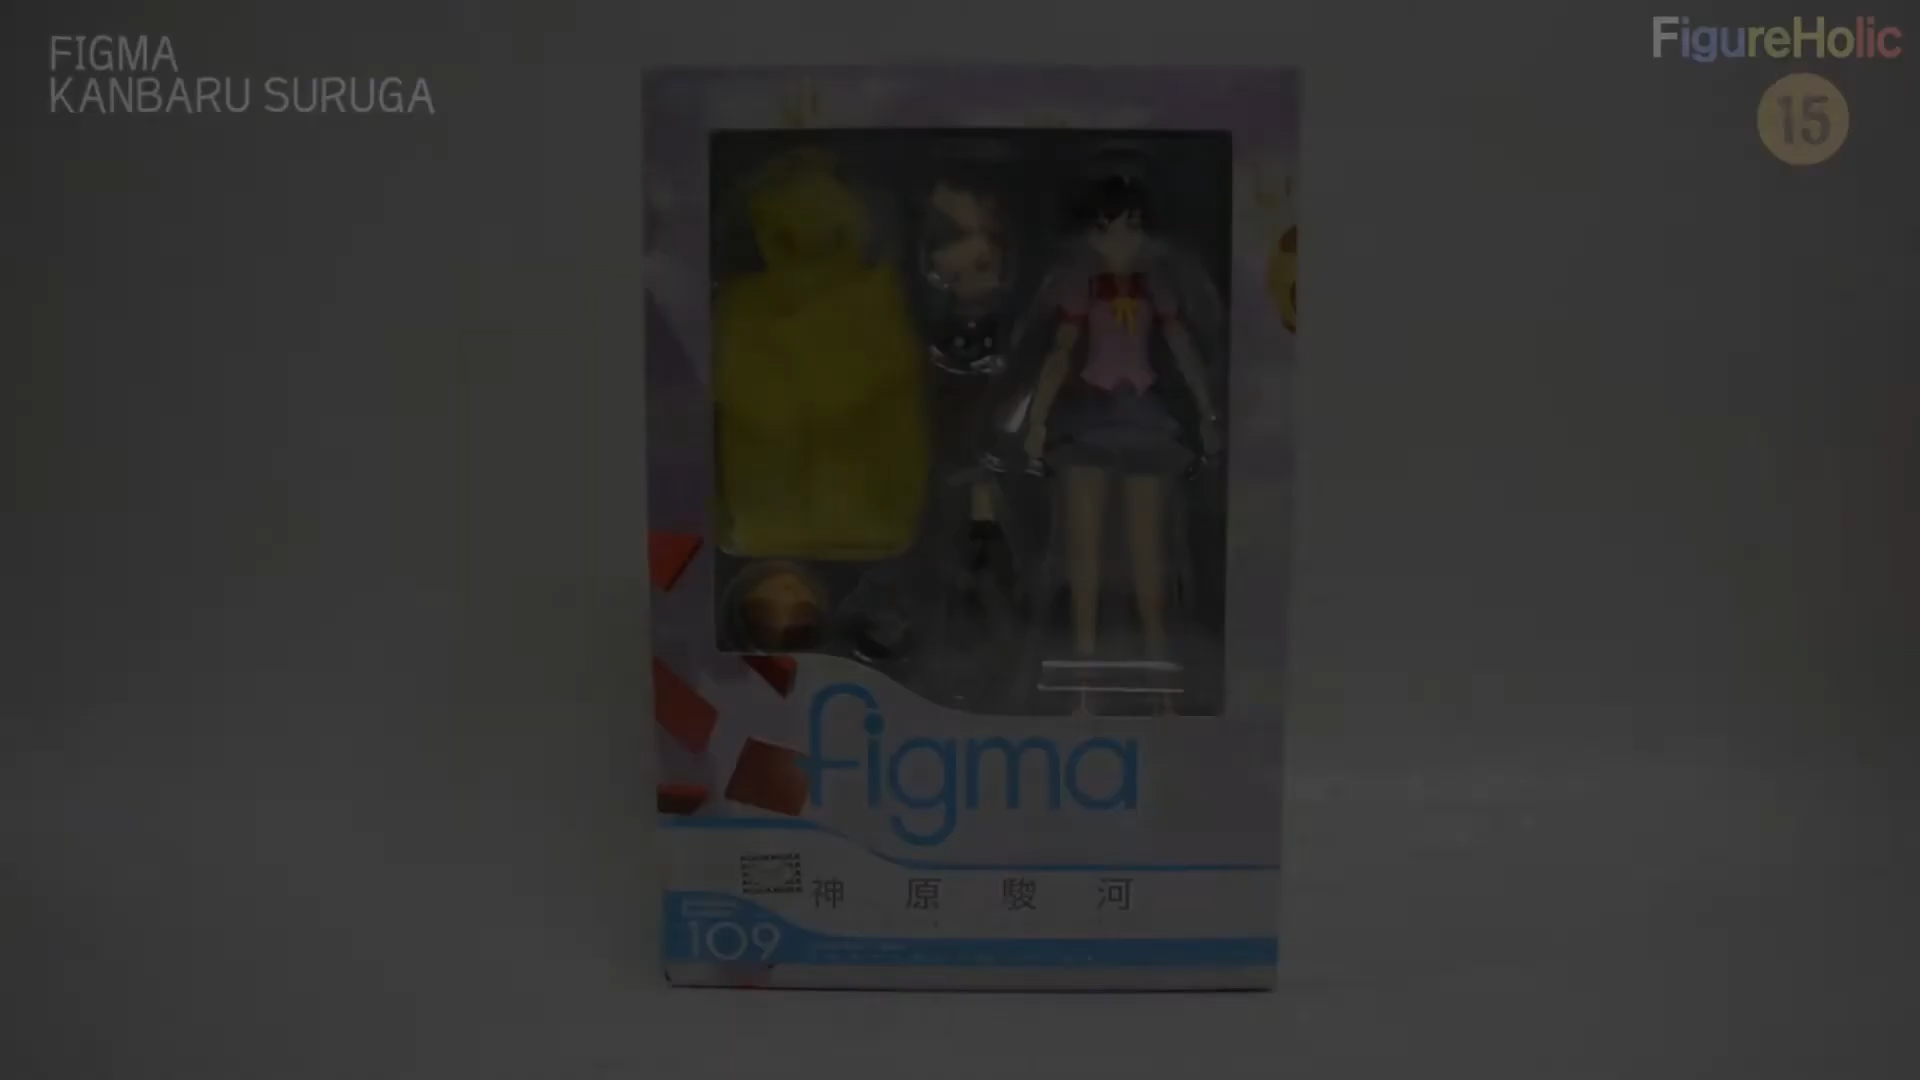 FIGMA
KANBARU SURUGA
FigureHolic
15
figma
神原駿河
109